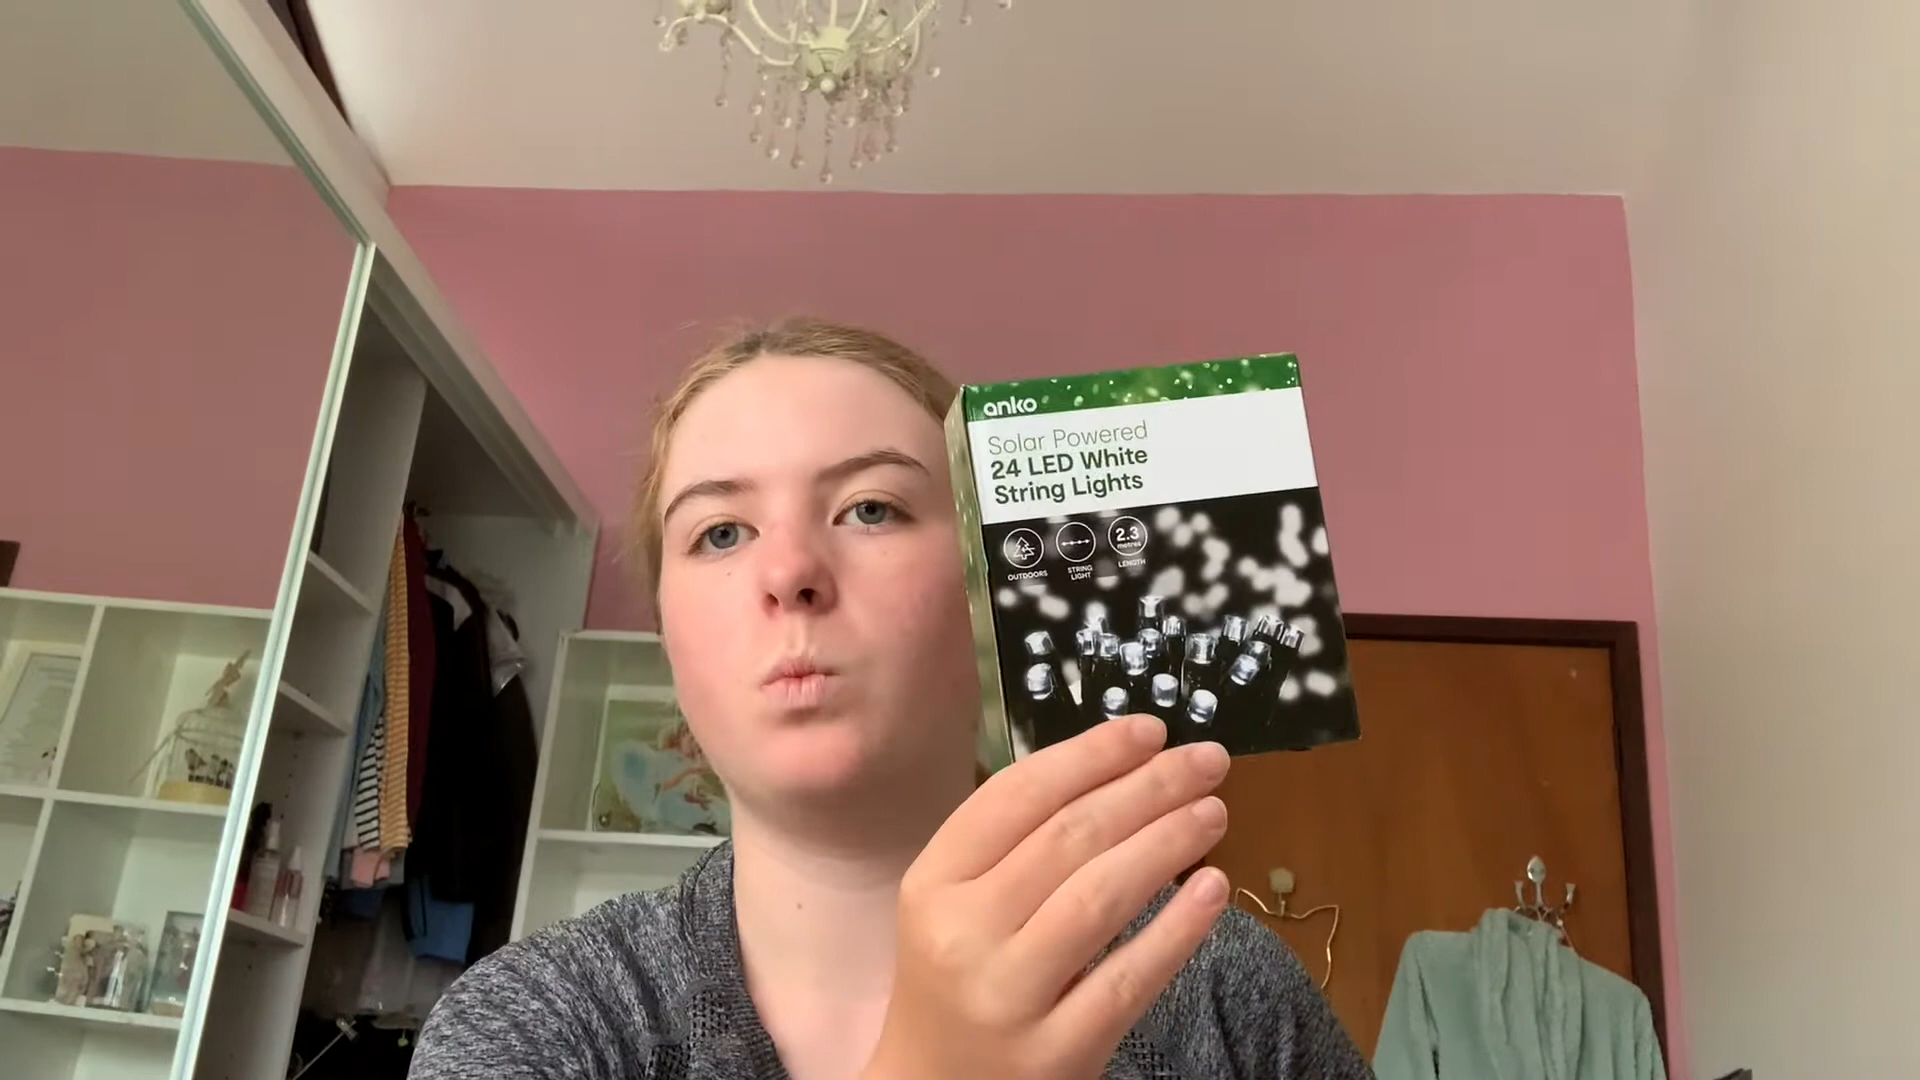 anko
Solar Powered
24 LED White
String Lights
2.3
metres
OUTDOORS
STRING
LIGHT
LENGTH